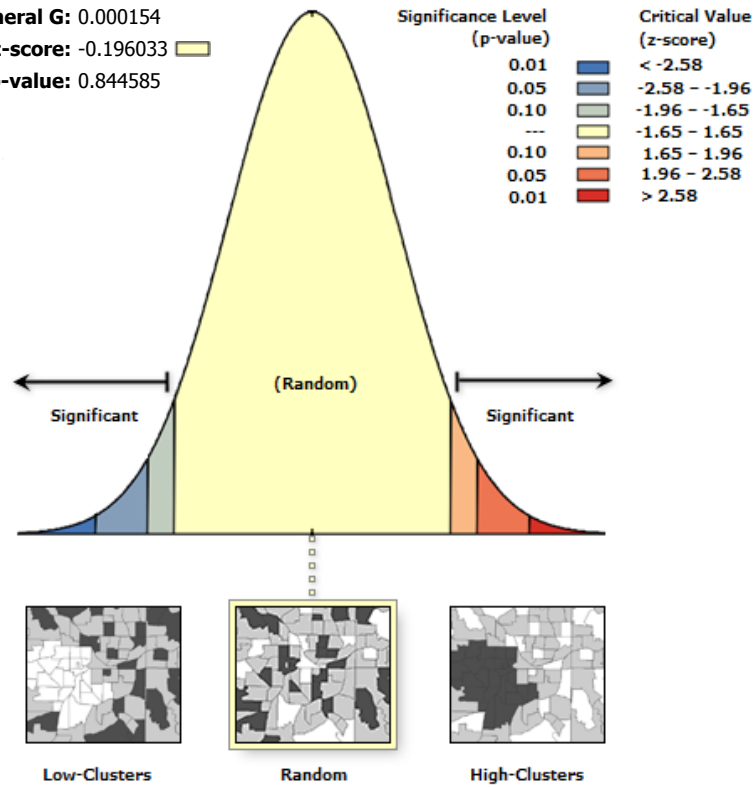 neral G: 0.000154
z-score: -0.196033
-value: 0.844585
Significance Level
(p-value)
0.01
0.05
0.10
---
0.10
0.05
0.01
Critical Value
(z-score)
< -2.58
-2.58 – -1.96
-1.96 – -1.65
-1.65 – 1.65
1.65 – 1.96
1.96 – 2.58
> 2.58
(Random)
Significant
Significant
Low-Clusters
Random
High-Clusters